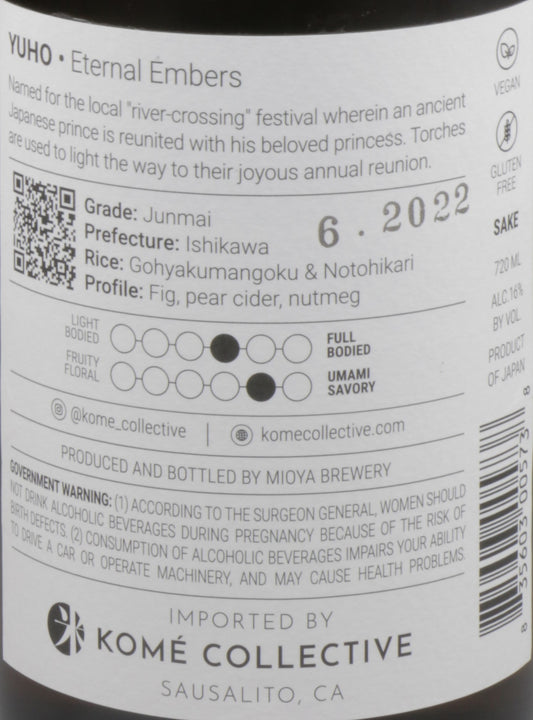 YUHO • Eternal Embers
Named for the local "river-crossing" festival wherein an ancient
Japanese prince is reunited with his beloved princess. Torches
are used to light the way to their joyous annual reunion.
Grade: Junmai
6 . 2022
Prefecture: Ishikawa
Rice: Gohyakumangoku & Notohikari
Profile: Fig, pear cider, nutmeg
LIGHT
BODIED
FULL
BODIED
FRUITY
FLORAL
UMAMI
SAVORY
@kome_collective | komecollective.com
PRODUCED AND BOTTLED BY MIOYA BREWERY
GOVERNMENT WARNING: (1) ACCORDING TO THE SURGEON GENERAL, WOMEN SHOULD
NOT DRINK ALCOHOLIC BEVERAGES DURING PREGNANCY BECAUSE OF THE RISK OF
BIRTH DEFECTS. (2) CONSUMPTION OF ALCOHOLIC BEVERAGES IMPAIRS YOUR ABILITY
TO DRIVE A CAR OR OPERATE MACHINERY, AND MAY CAUSE HEALTH PROBLEMS.
IMPORTED BY
KOMÉ COLLECTIVE
SAUSALITO, CA
VEGAN
GLUTEN
FREE
SAKE
720 ML
ALC.16%
BY VOL.
PRODUCT
OF JAPAN
8 35603 00573 8